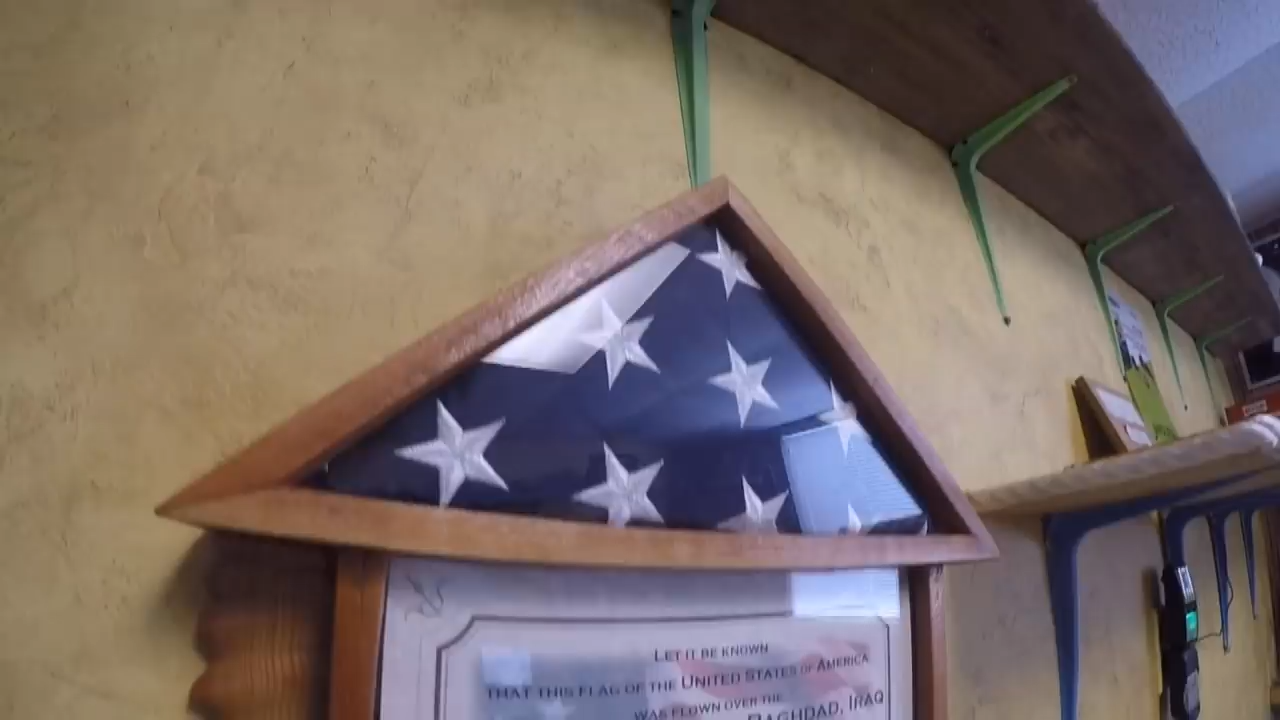 LET IT BE KNOWN
THAT THIS FLAG OF THE UNITED STATES OF AMERICA
WAS FLOWN OVER THE
BAGHDAD, IRAQ